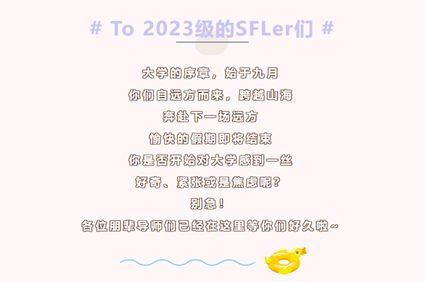 # To 2023级的SFLer们 #
大学的序章，始于九月
你们自远方而来，跨越山海
奔赴下一场远方
愉快的假期即将结束
你是否开始对大学感到一丝
好奇、紧张或是焦虑呢？
别急！
各位朋辈导师们已经在这里等你们好久啦~